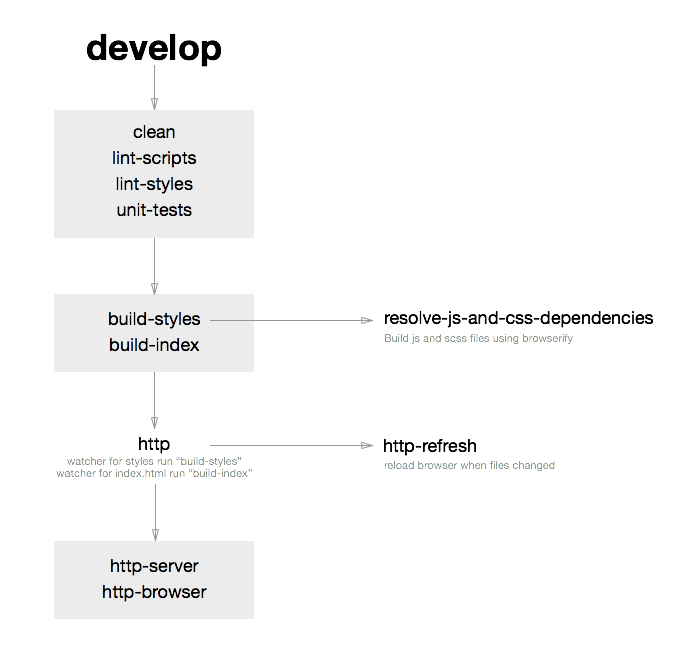 develop
clean
lint-scripts
lint-styles
unit-tests
build-styles
build-index
resolve-js-and-css-dependencies
Build js and scss files using browserify
http
watcher for styles run “build-styles”
watcher for index.html run “build-index”
http-refresh
reload browser when files changed
http-server
http-browser